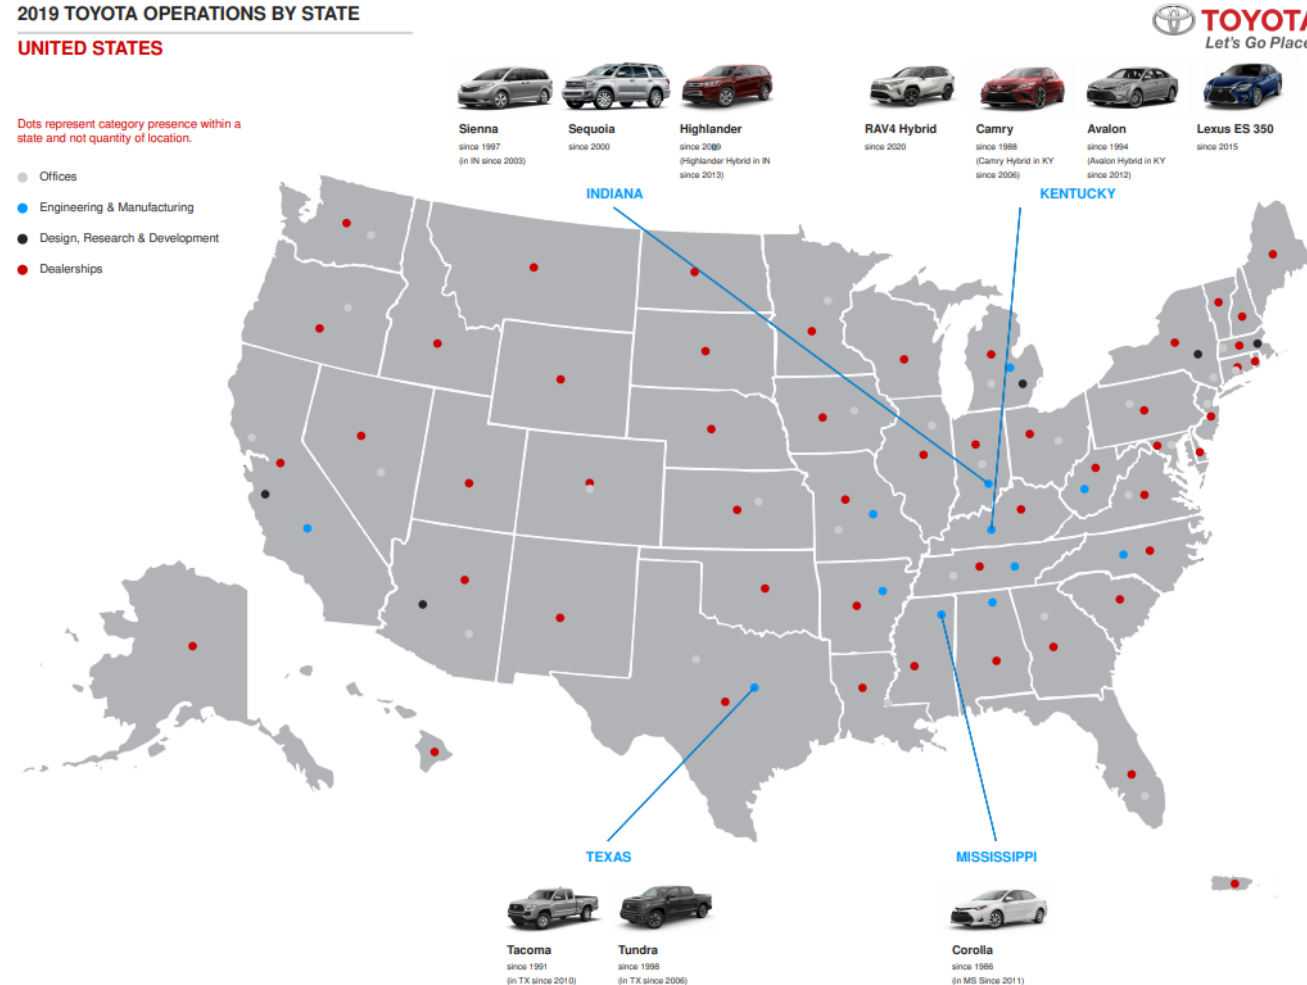 2019 TOYOTA OPERATIONS BY STATE
UNITED STATES
TOYOTA
Let's Go Place
Dots represent category presence within a
state and not quantity of location.
Offices
Engineering & Manufacturing
Design, Research & Development
Dealerships
Sienna
since 1997
(in IN since 2003)
Sequoia
since 2000
Highlander
since 2009
(Highlander Hybrid in IN
since 2013)
RAV4 Hybrid
since 2020
Camry
since 1988
(Camry Hybrid in KY
since 2006)
Avalon
since 1994
(Avalon Hybrid in KY
since 2012)
Lexus ES 350
since 2015
INDIANA
KENTUCKY
TEXAS
MISSISSIPPI
Tacoma
since 1991
(in TX since 2010)
Tundra
since 1998
(in TX since 2006)
Corolla
since 1986
(in MS Since 2011)